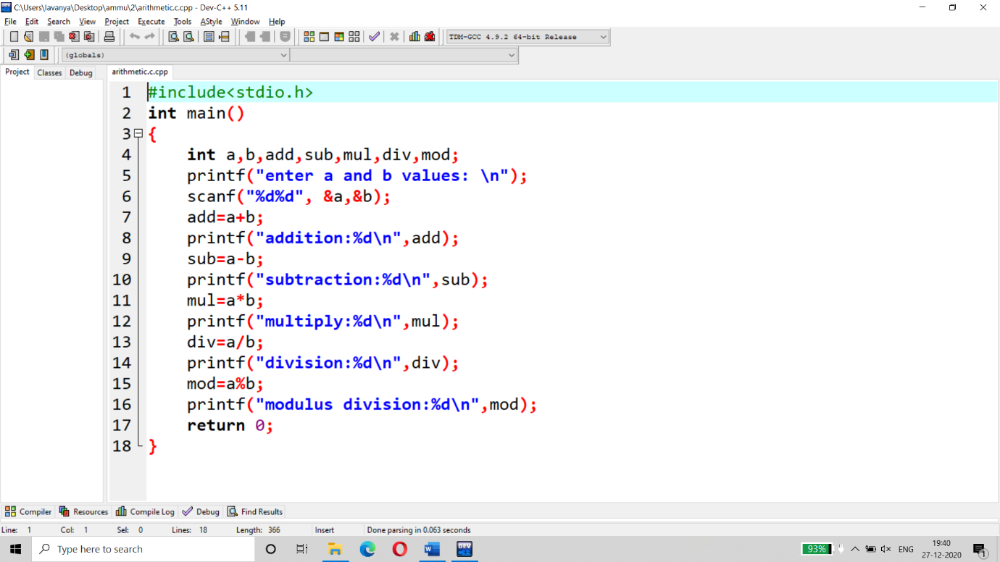 C:\Users\lavanya\Desktop\ammu\2\arithmetic.c.cpp - Dev-C++ 5.11
File Edit Search View Project Execute Tools AStyle Window Help
TDM-GCC 4.9.2 64-bit Release
(globals)
Project Classes Debug arithmetic.c.cpp
1 #include<stdio.h>
2 int main()
3 {
4 int a,b,add,sub,mul,div,mod;
5 printf("enter a and b values: \n");
6 scanf("%d%d", &a,&b);
7 add=a+b;
8 printf("addition:%d\n",add);
9 sub=a-b;
10 printf("subtraction:%d\n",sub);
11 mul=a*b;
12 printf("multiply:%d\n",mul);
13 div=a/b;
14 printf("division:%d\n",div);
15 mod=a%b;
16 printf("modulus division:%d\n",mod);
17 return 0;
18 }
Compiler Resources Compile Log Debug Find Results
Line: 1 Col: 1 Sel: 0 Lines: 18 Length: 366 Insert Done parsing in 0.063 seconds
Type here to search W DEV 93% ENG 19:40
27-12-2020 1